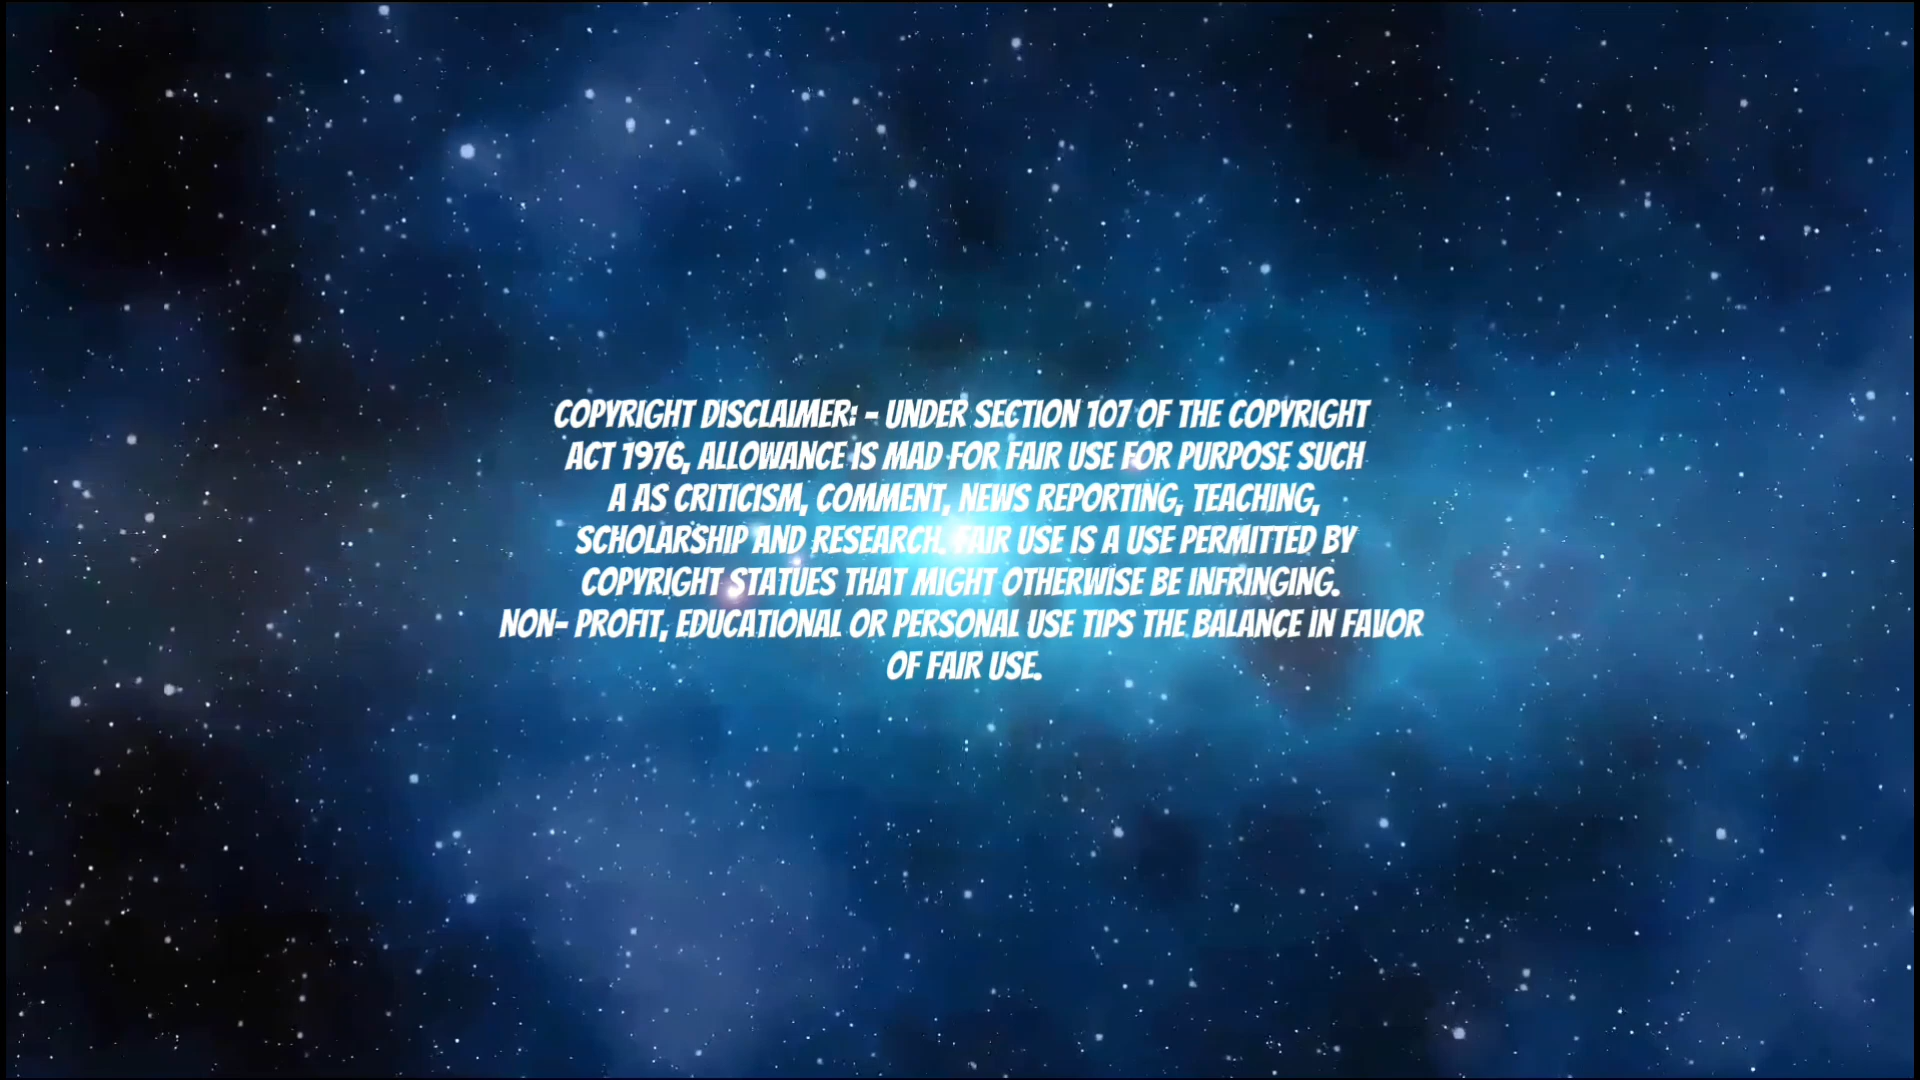 COPYRIGHT DISCLAIMER: - UNDER SECTION 107 OF THE COPYRIGHT
ACT 1976, ALLOWANCE IS MAD FOR FAIR USE FOR PURPOSE SUCH
A AS CRITICISM, COMMENT, NEWS REPORTING, TEACHING,
SCHOLARSHIP AND RESEARCH. FAIR USE IS A USE PERMITTED BY
COPYRIGHT STATUES THAT MIGHT OTHERWISE BE INFRINGING.
NON- PROFIT, EDUCATIONAL OR PERSONAL USE TIPS THE BALANCE IN FAVOR
OF FAIR USE.